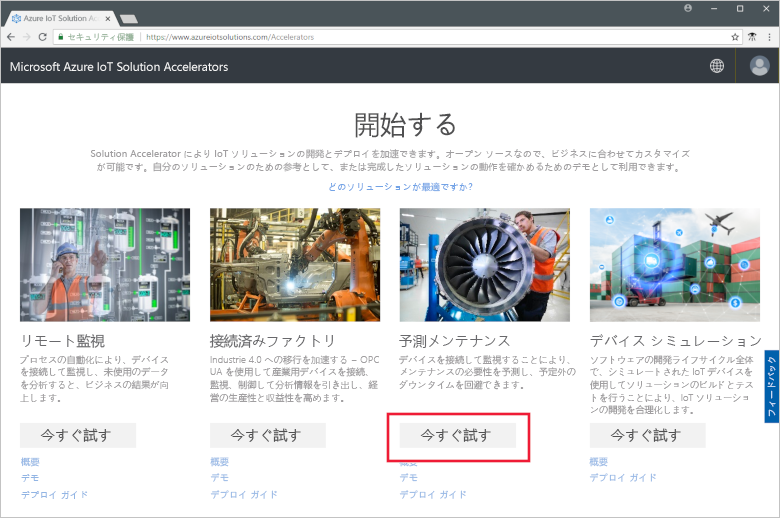 Azure IoT Solution Ac
セキュリティ保護 https://www.azureiotsolutions.com/Accelerators
Microsoft Azure IoT Solution Accelerators
開始する
Solution Accelerator により IoT ソリューションの開発とデプロイを加速できます。オープン ソースなので、ビジネスに合わせてカスタマイズ
が可能です。自分のソリューションのための参考として、または完成したソリューションの動作を確かめるためのデモとして利用できます。
どのソリューションが最適ですか?
リモート監視
プロセスの自動化により、デバイス
を接続して監視し、未使用のデータ
を分析すると、ビジネスの結果が向
上します。
今すぐ試す
概要
デモ
デプロイ ガイド
接続済みファクトリ
Industrie 4.0 への移行を加速する – OPC
UA を使用して産業用デバイスを接続、
監視、制御して分析情報を引き出し、経
営の生産性と収益性を高めます。
今すぐ試す
概要
デモ
デプロイ ガイド
予測メンテナンス
デバイスを接続して監視することにより、
メンテナンスの必要性を予測し、予定外の
ダウンタイムを回避できます。
今すぐ試す
概要
デモ
デプロイ ガイド
デバイス シミュレーション
ソフトウェアの開発ライフサイクル全体
で、シミュレートされた IoT デバイスを
使用してソリューションのビルドとテス
トを行うことにより、IoT ソリューショ
ンの開発を合理化します。
今すぐ試す
概要
デプロイ ガイド
フィードバック